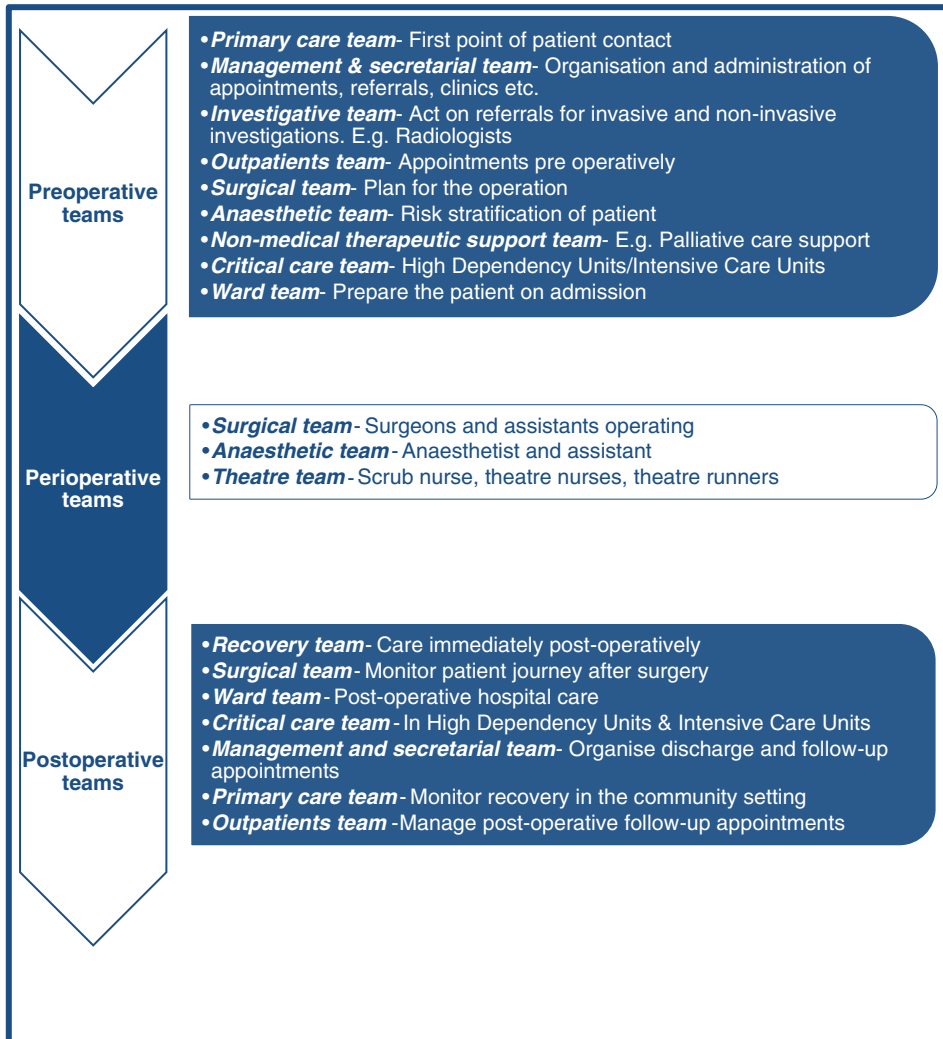 Preoperative
teams
•Primary care team- First point of patient contact
•Management & secretarial team- Organisation and administration of
appointments, referrals, clinics etc.
•Investigative team- Act on referrals for invasive and non-invasive
investigations. E.g. Radiologists
•Outpatients team- Appointments pre operatively
•Surgical team- Plan for the operation
•Anaesthetic team- Risk stratification of patient
•Non-medical therapeutic support team- E.g. Palliative care support
•Critical care team- High Dependency Units/Intensive Care Units
•Ward team- Prepare the patient on admission
Perioperative
teams
•Surgical team- Surgeons and assistants operating
•Anaesthetic team- Anaesthetist and assistant
•Theatre team- Scrub nurse, theatre nurses, theatre runners
Postoperative
teams
•Recovery team- Care immediately post-operatively
•Surgical team- Monitor patient journey after surgery
•Ward team- Post-operative hospital care
•Critical care team- In High Dependency Units & Intensive Care Units
•Management and secretarial team- Organise discharge and follow-up
appointments
•Primary care team- Monitor recovery in the community setting
•Outpatients team -Manage post-operative follow-up appointments